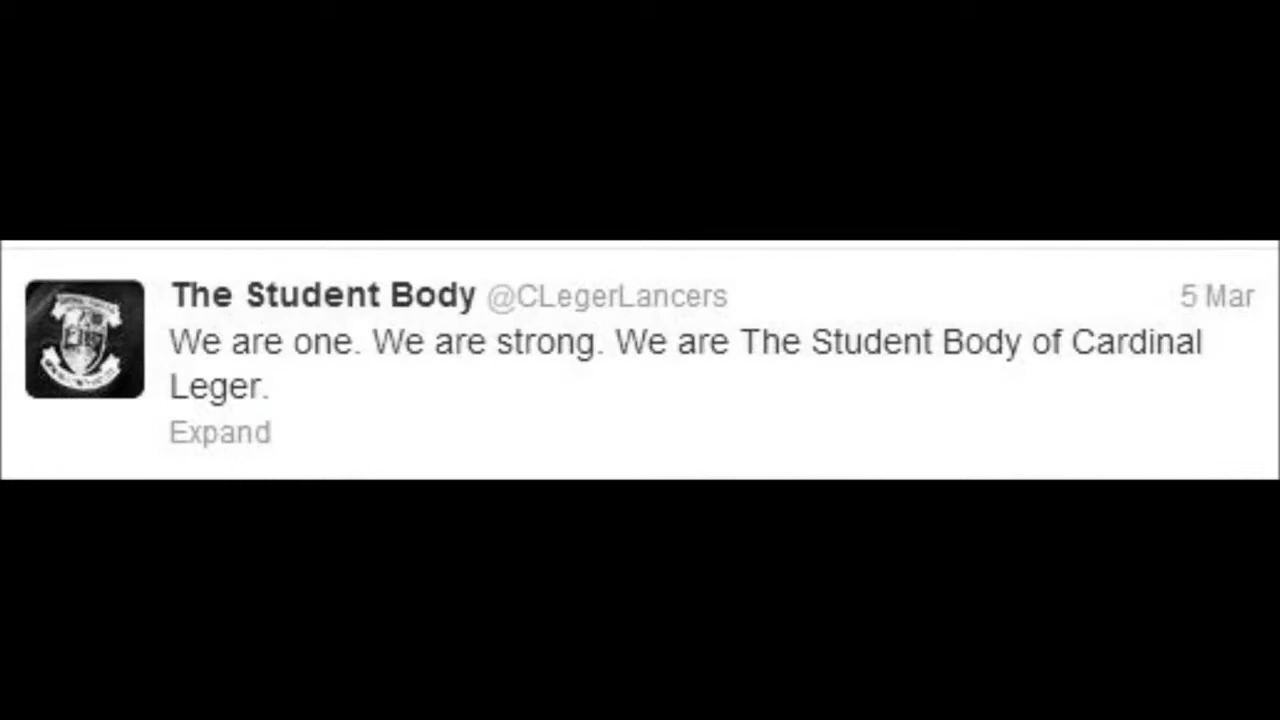 The Student Body @CLegerLancers 5 Mar
We are one. We are strong. We are The Student Body of Cardinal
Leger.
Expand